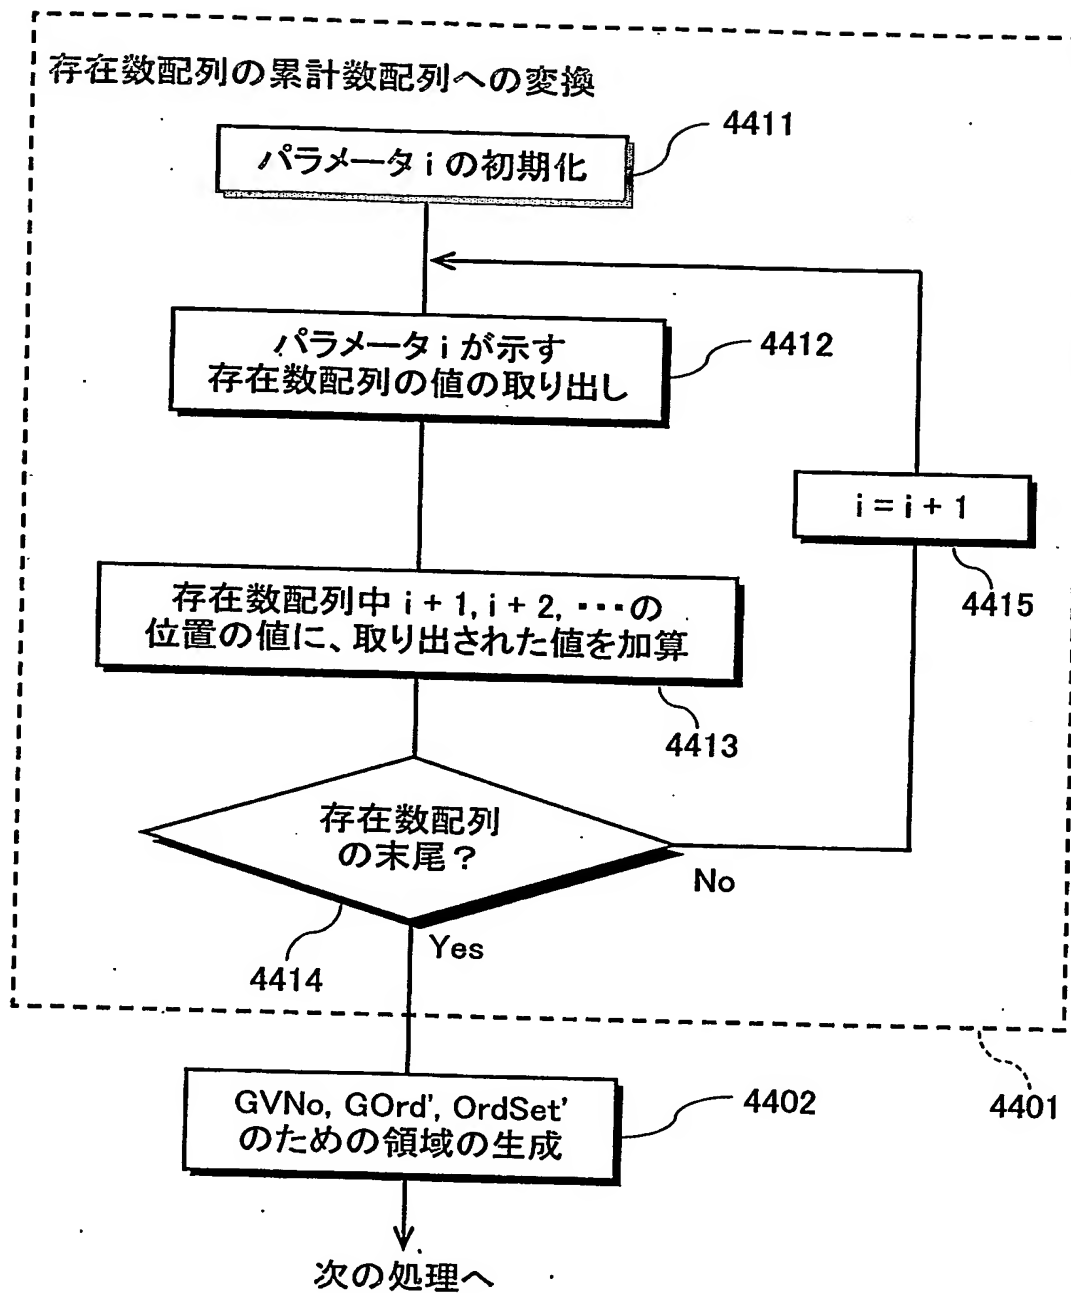 存在数配列の累計数配列への変換
パラメータ i の初期化
4411
パラメータ i が示す
存在数配列の値の取り出し
4412
i = i + 1
4415
存在数配列中 i + 1, i + 2, ・・・の
位置の値に、取り出された値を加算
4413
存在数配列
の末尾？
No
Yes
4414
4401
GVNo, GOrd', OrdSet'
のための領域の生成
4402
次の処理へ